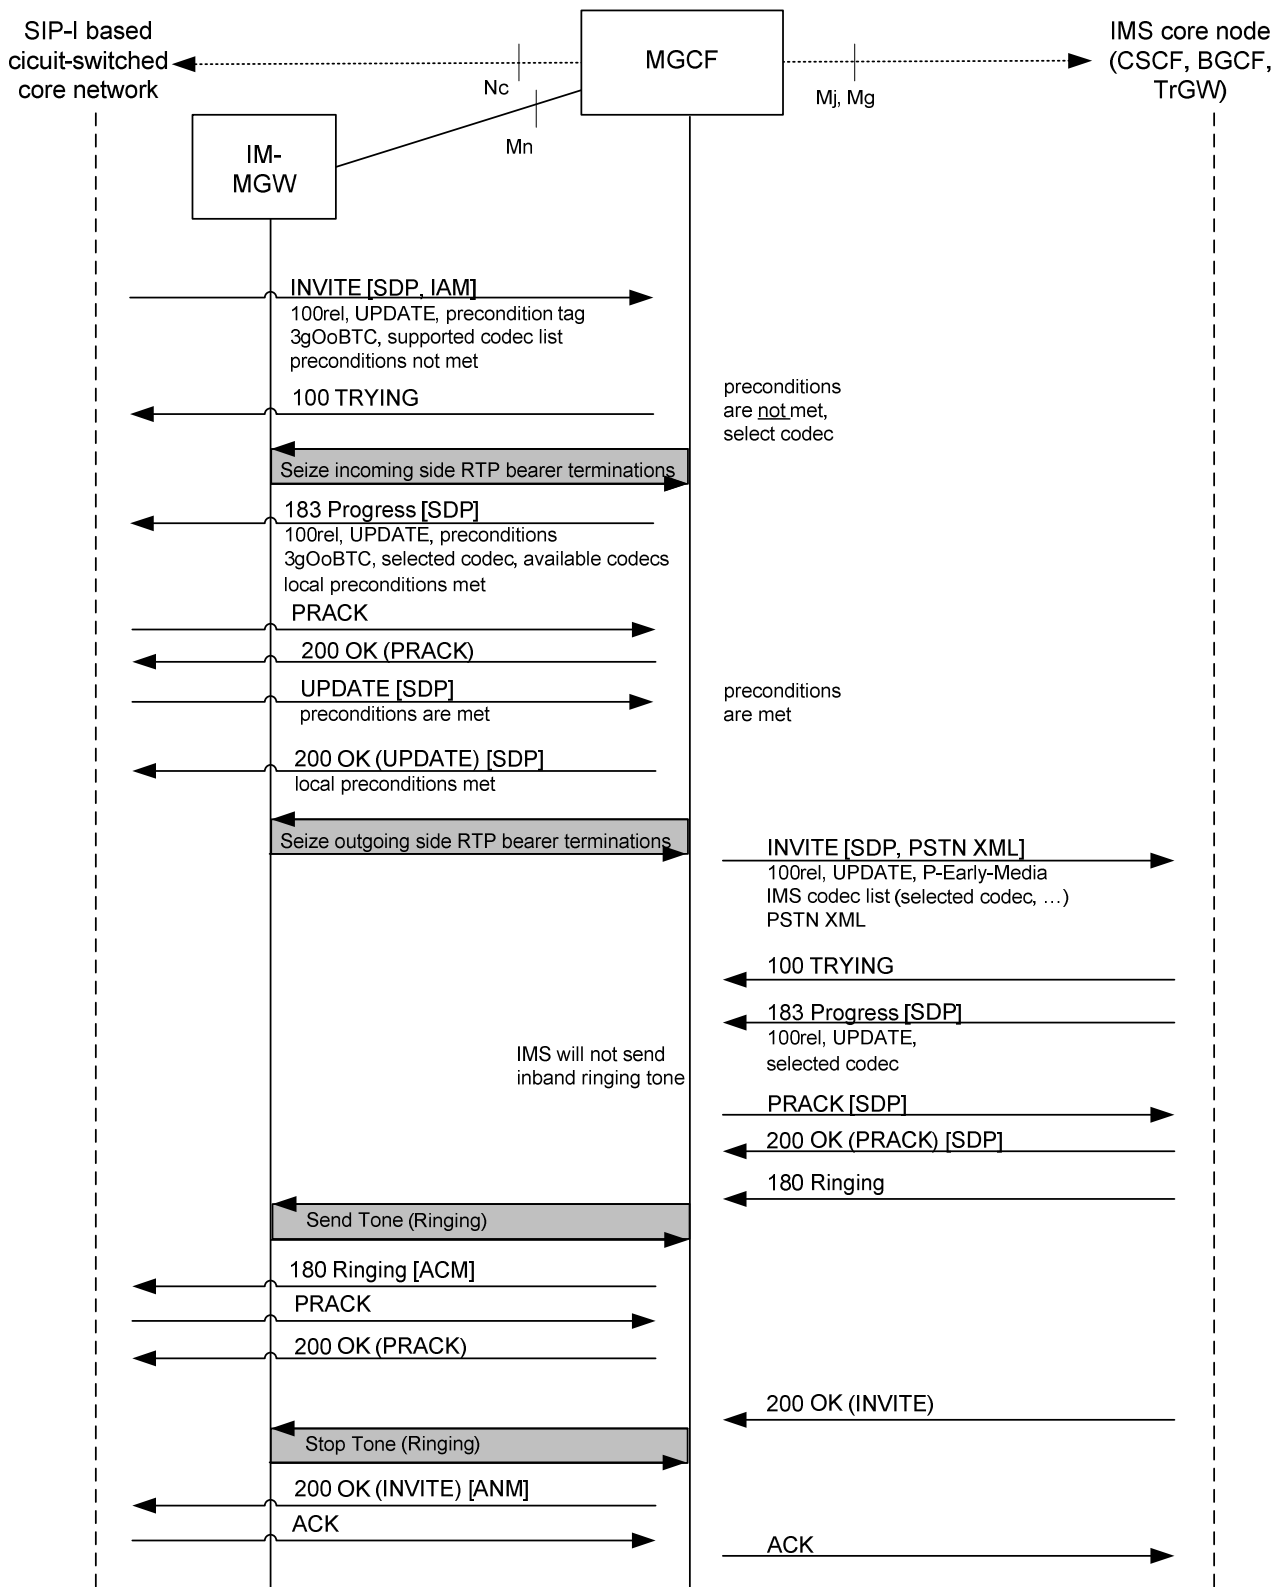 SIP-I based
cicuit-switched
core network
MGCF
IMS core node
(CSCF, BGCF,
TrGW)
Nc
Mj, Mg
Mn
IM-
MGW
INVITE [SDP, IAM]
100rel, UPDATE, precondition tag
3gOoBTC, supported codec list
preconditions not met
100 TRYING
preconditions
are not met,
select codec
Seize incoming side RTP bearer terminations
183 Progress [SDP]
100rel, UPDATE, preconditions
3gOoBTC, selected codec, available codecs
local preconditions met
PRACK
200 OK (PRACK)
UPDATE [SDP]
preconditions are met
preconditions
are met
200 OK (UPDATE) [SDP]
local preconditions met
Seize outgoing side RTP bearer terminations
INVITE [SDP, PSTN XML]
100rel, UPDATE, P-Early-Media
IMS codec list (selected codec, …)
PSTN XML
100 TRYING
183 Progress [SDP]
100rel, UPDATE,
selected codec
IMS will not send
inband ringing tone
PRACK [SDP]
200 OK (PRACK) [SDP]
180 Ringing
Send Tone (Ringing)
180 Ringing [ACM]
PRACK
200 OK (PRACK)
200 OK (INVITE)
Stop Tone (Ringing)
200 OK (INVITE) [ANM]
ACK
ACK